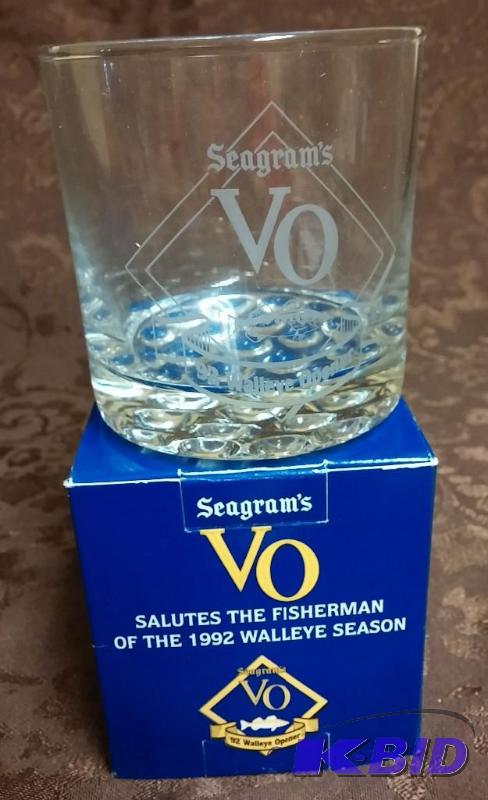 Seagram's
VO
92 Walleye Opener
Seagram's
VO
SALUTES THE FISHERMAN
OF THE 1992 WALLEYE SEASON
Seagram's
VO
92 Walleye Opener
K-BID